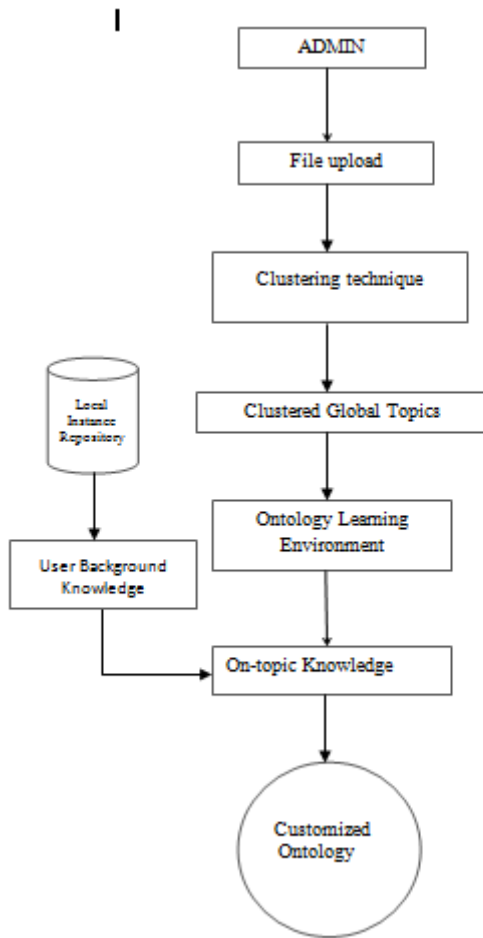 I
ADMIN
File upload
Clustering technique
Clustered Global Topics
Local
Instance
Repository
Ontology Learning
Environment
User Background
Knowledge
On-topic Knowledge
Customized
Ontology